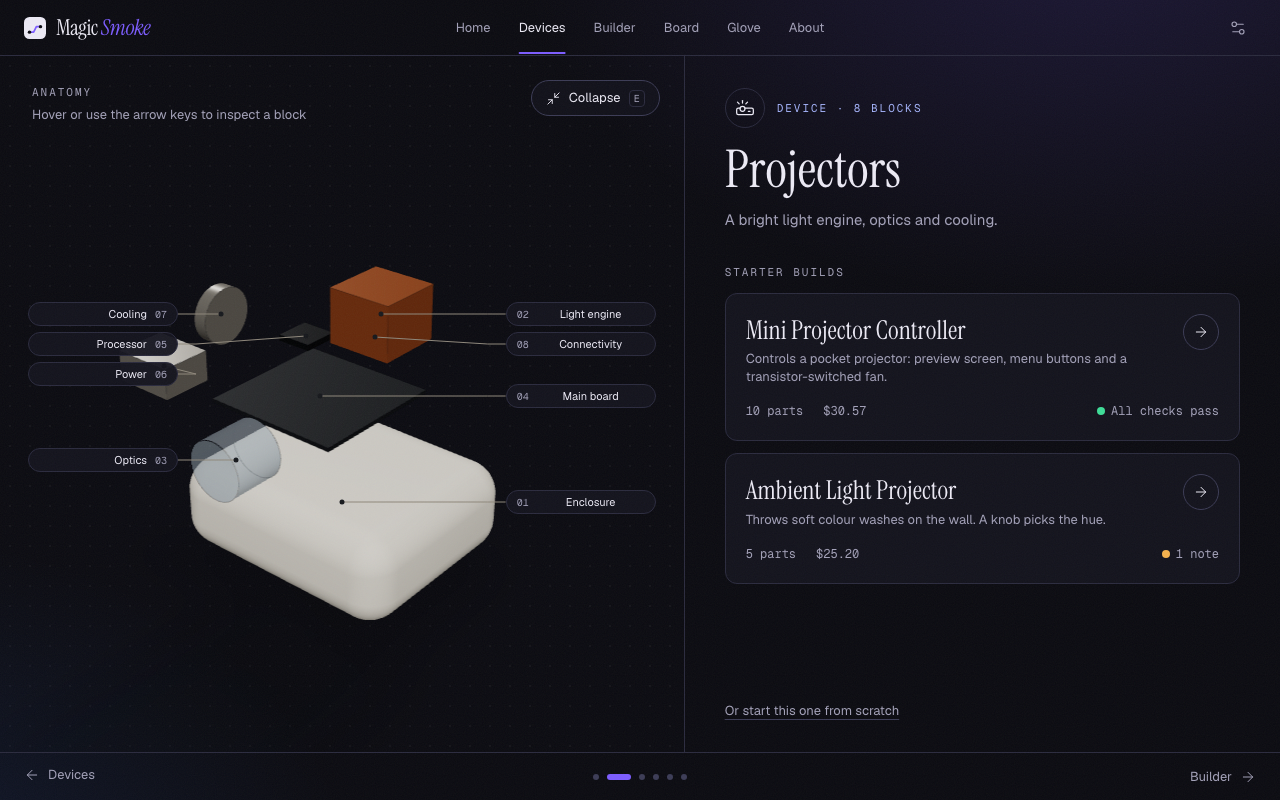 Magic Smoke
Home
Devices
Builder
Board
Glove
About
ANATOMY
Hover or use the arrow keys to inspect a block
Collapse E
Cooling 07
Processor 05
Power 06
Optics 03
02 Light engine
08 Connectivity
04 Main board
01 Enclosure
DEVICE · 8 BLOCKS
Projectors
A bright light engine, optics and cooling.
STARTER BUILDS
Mini Projector Controller
Controls a pocket projector: preview screen, menu buttons and a
transistor-switched fan.
10 parts $30.57
All checks pass
Ambient Light Projector
Throws soft colour washes on the wall. A knob picks the hue.
5 parts $25.20
1 note
Or start this one from scratch
Devices
Builder